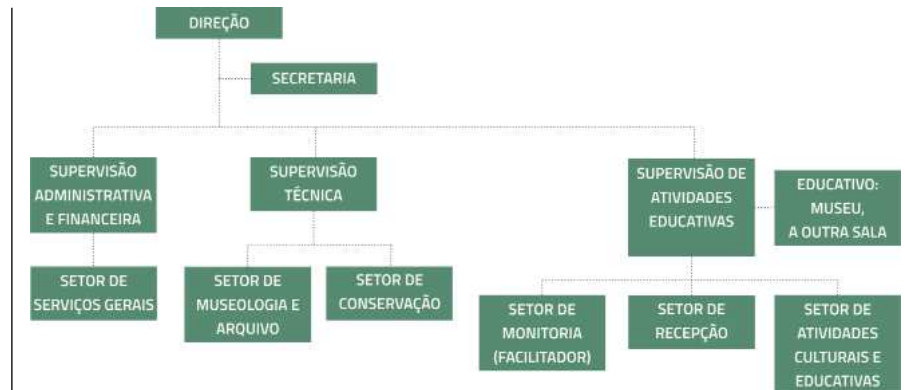 DIREÇÃO
SECRETARIA
SUPERVISÃO
ADMINISTRATIVA
E FINANCEIRA
SUPERVISÃO
TÉCNICA
SUPERVISÃO DE
ATIVIDADES
EDUCATIVAS
EDUCATIVO:
MUSEU,
A OUTRA SALA
SETOR DE
SERVIÇOS GERAIS
SETOR DE
MUSEOLOGIA E
ARQUIVO
SETOR DE
CONSERVAÇÃO
SETOR DE
MONITORIA
(FACILITADOR)
SETOR DE
RECEPÇÃO
SETOR DE
ATIVIDADES
CULTURAIS E
EDUCATIVAS